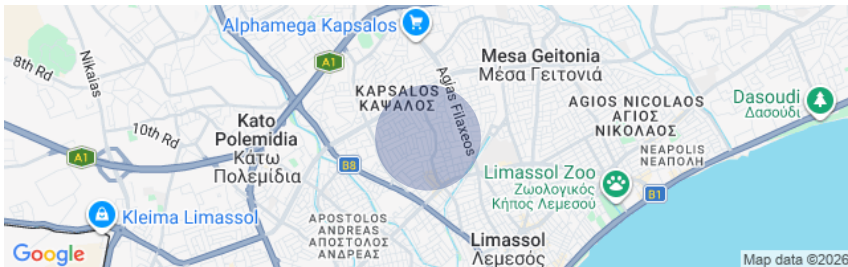 Alphamega Kapsalos
Nikaias
8th Rd
A1
Agias Filaxeos
Mesa Geitonia
Μέσα Γειτονιά
KAPSALOS
ΚΑΨΑΛΟΣ
Dasoudi
Δασούδι
AGIOS NICOLAOS
ΑΓΙΟΣ
ΝΙΚΟΛΑΟΣ
Kato
Polemidia
Κάτω
Πολεμίδια
10th Rd
A1
B8
NEAPOLIS
ΝΕΑΠΟΛΗ
Limassol Zoo
Ζωολογικός
Κήπος Λεμεσού
B1
Kleima Limassol
APOSTOLOS
ANDREAS
ΑΠΟΣΤΟΛΟΣ
ΑΝΔΡΕΑΣ
Limassol
Λεμεσός
Google
Map data ©2026